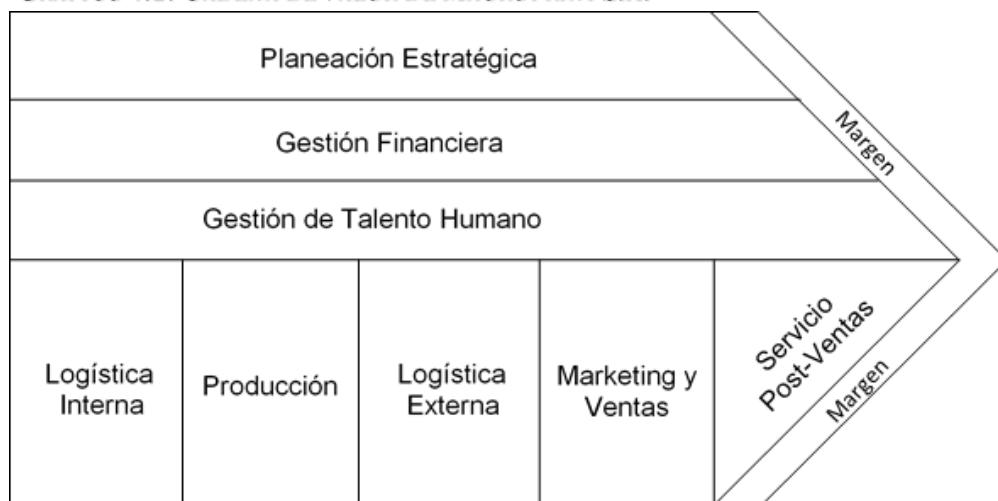 Planeación Estratégica
Margen
Gestión Financiera
Gestión de Talento Humano
Logística
Interna
Producción
Logística
Externa
Marketing y
Ventas
Servicio
Post-Ventas
Margen